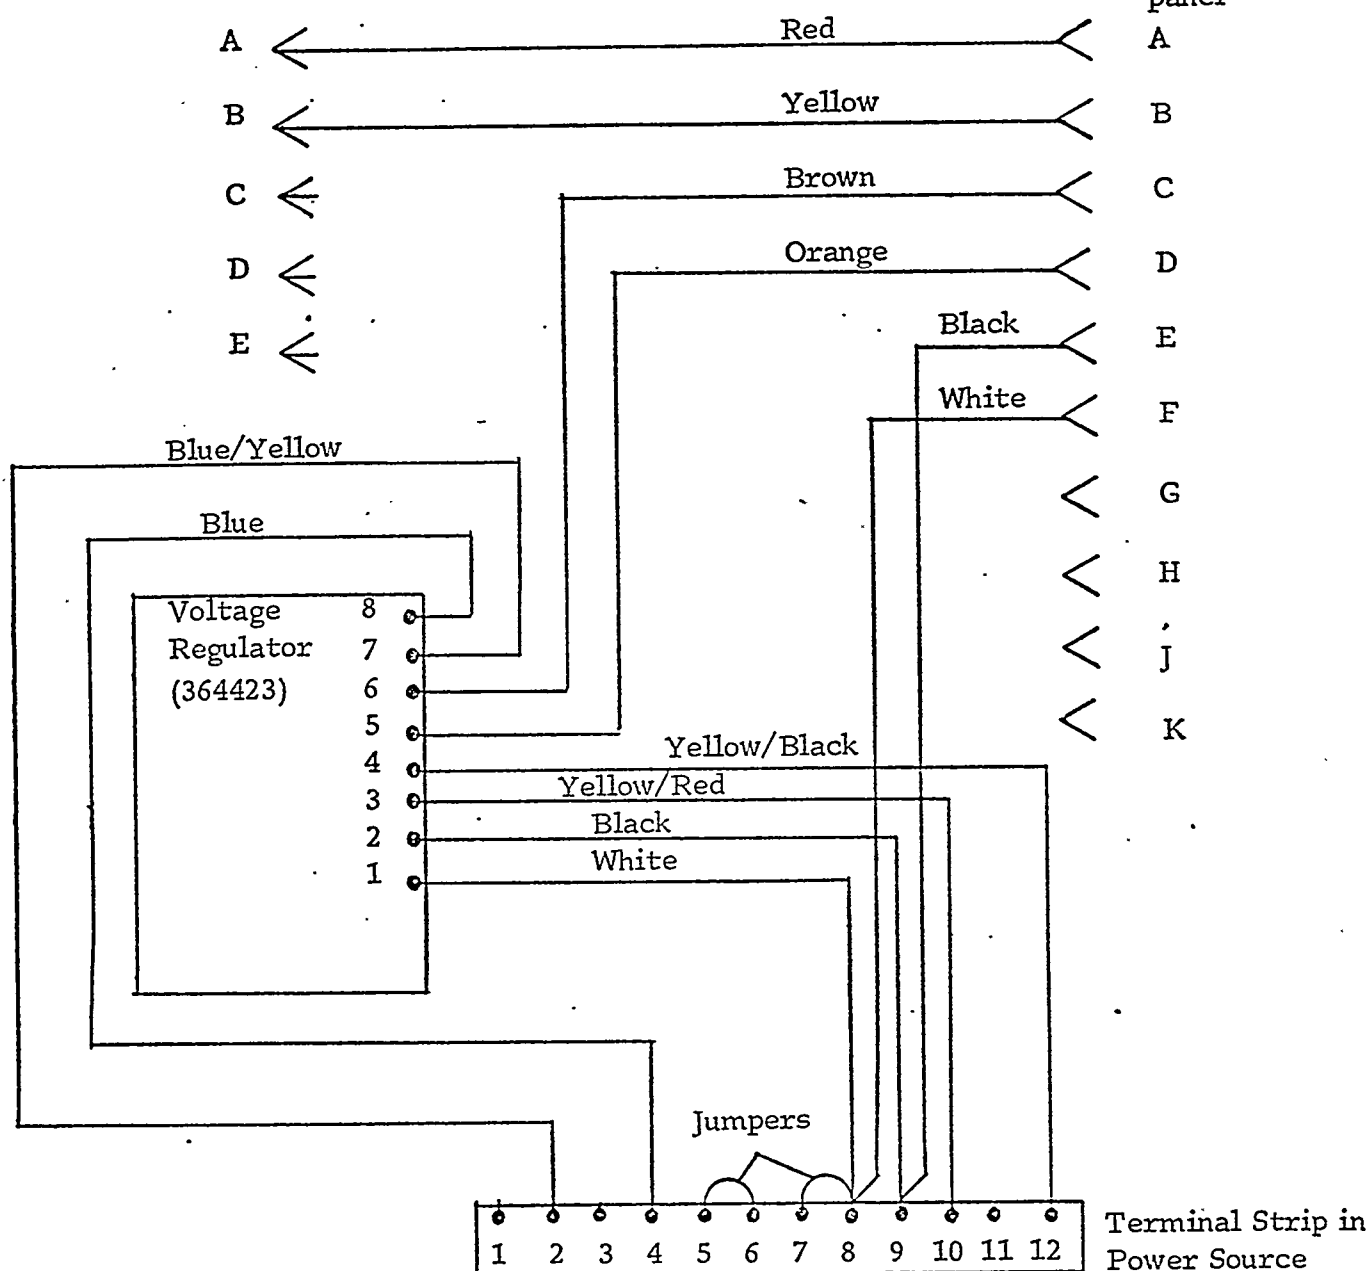 panel
A Red A
B Yellow B
C Brown C
D Orange D
E Black E
White F
Blue/Yellow
G
Blue
H
Voltage 8
Regulator 7
J
(364423) 6
5
K
4 Yellow/Black
3 Yellow/Red
2 Black
1 White
Jumpers
1 2 3 4 5 6 7 8 9 10 11 12
Terminal Strip in
Power Source